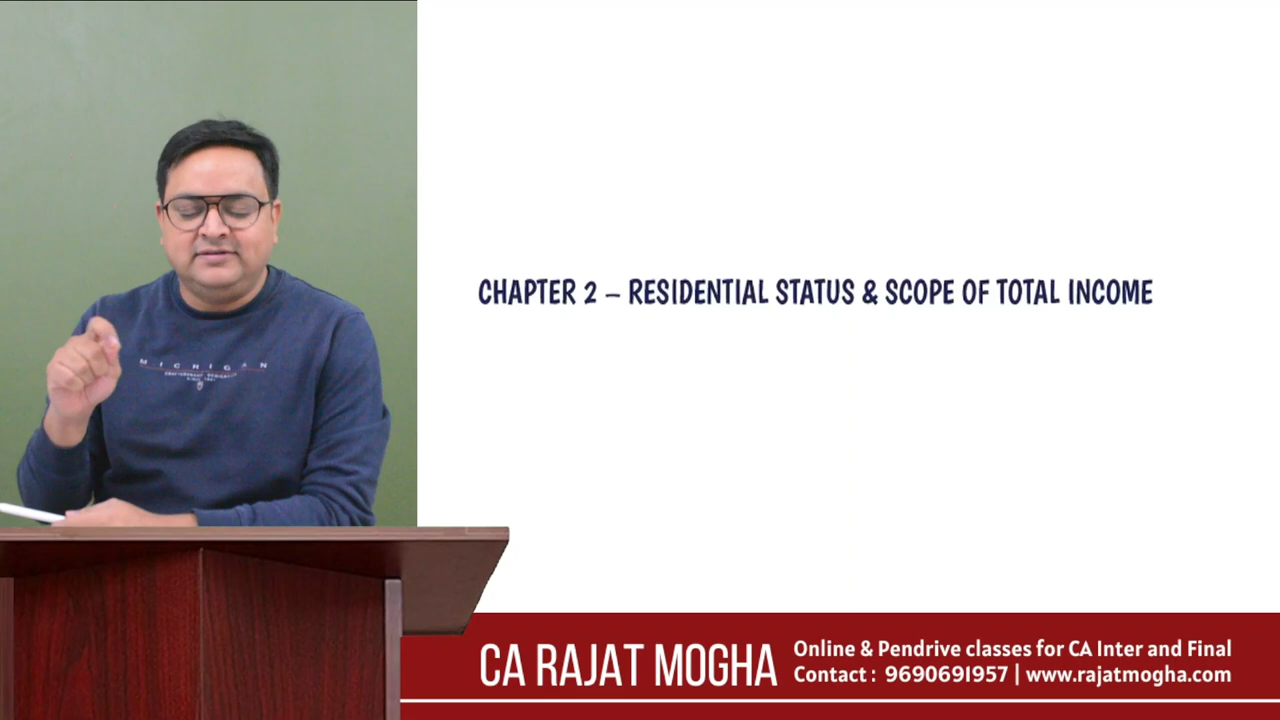 CHAPTER 2 – RESIDENTIAL STATUS & SCOPE OF TOTAL INCOME
MICHIGAN
CA RAJAT MOGHA
Online & Pendrive classes for CA Inter and Final
Contact : 9690691957 | www.rajatmogha.com